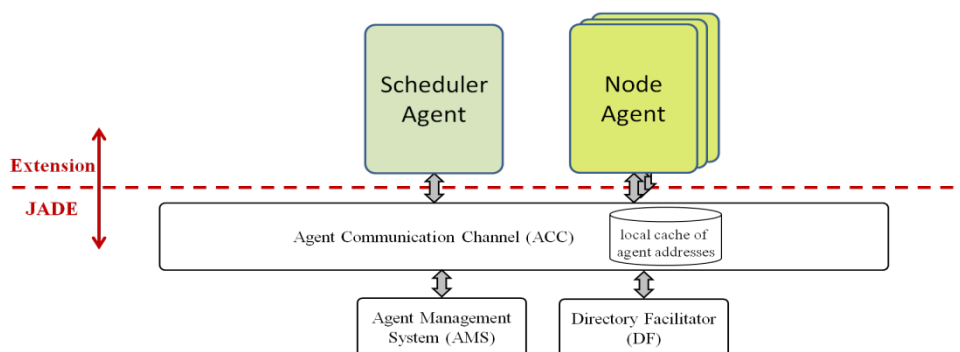 Scheduler
Agent
Node
Agent
Extension
JADE
Agent Communication Channel (ACC)
local cache of
agent addresses
Agent Management
System (AMS)
Directory Facilitator
(DF)